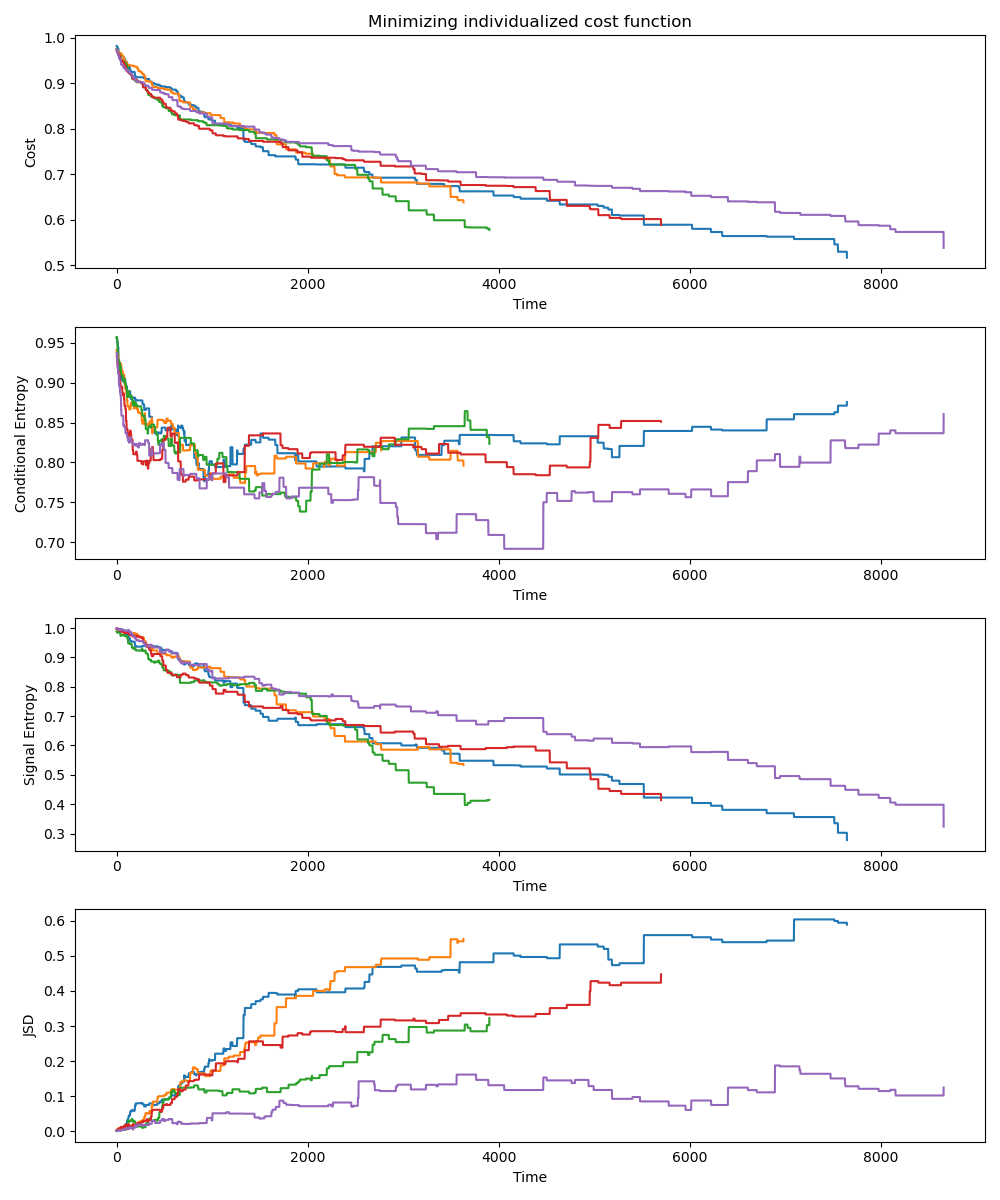 Minimizing individualized cost function
1.0
0.9
0.8
0.7
0.6
0.5
Cost
0 2000 4000 6000 8000
Time
0.95
0.90
0.85
0.80
0.75
0.70
Conditional Entropy
0 2000 4000 6000 8000
Time
1.0
0.9
0.8
0.7
0.6
0.5
0.4
0.3
Signal Entropy
0 2000 4000 6000 8000
Time
0.6
0.5
0.4
0.3
0.2
0.1
0.0
JSD
0 2000 4000 6000 8000
Time